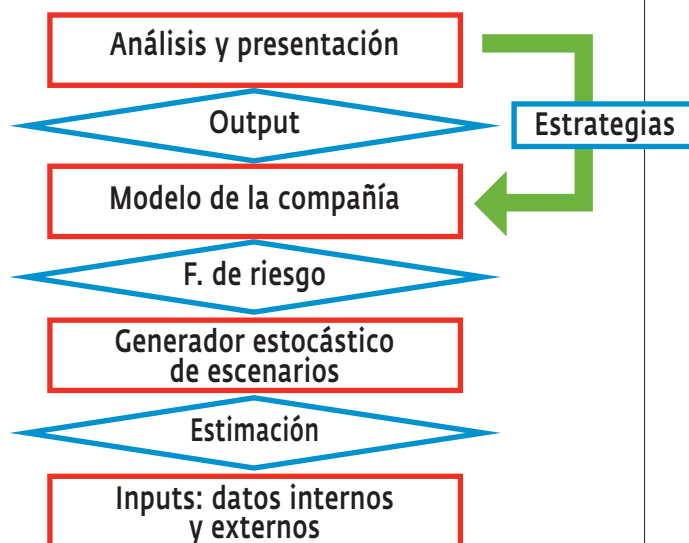 Análisis y presentación
Output
Estrategias
Modelo de la compañía
F. de riesgo
Generador estocástico
de escenarios
Estimación
Inputs: datos internos
y externos